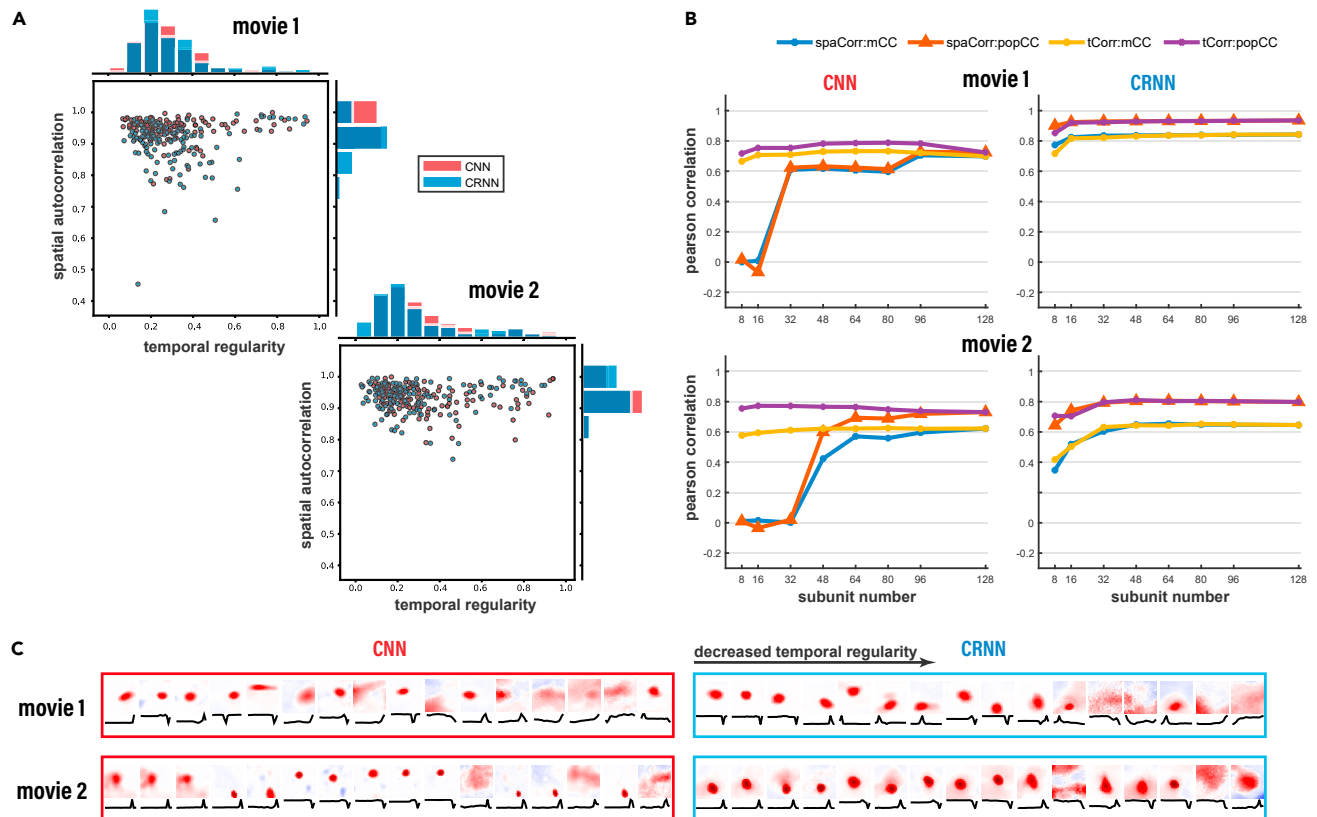 A
movie 1
spatial autocorrelation
1.0
0.9
0.8
0.7
0.6
0.5
0,4
0.0 0.2 0.4 0.6 0.8 1.0
temporal regularity
CNN
CRNN
movie 2
spatial autocorrelation
1.0
0.9
0.8
0.7
0.6
0.5
0.4
0.0 0.2 0.4 0.6 0.8 1.0
temporal regularity
B
spaCorr:mCC spaCorr:popCC tCorr:mCC tCorr:popCC
movie 1
CNN CRNN
pearson correlation
1 1
0.8 0.8
0.6 0.6
0.4 0.4
0.2 0.2
0 0
-0.2 -0.2
8 16 32 48 64 80 96 128 8 16 32 48 64 80 96 128
movie 2
pearson correlation
1 1
0.8 0.8
0.6 0.6
0.4 0.4
0.2 0.2
0 0
-0.2 -0.2
8 16 32 48 64 80 96 128 8 16 32 48 64 80 96 128
subunit number subunit number
C
CNN decreased temporal regularity CRNN
movie 1
movie 2